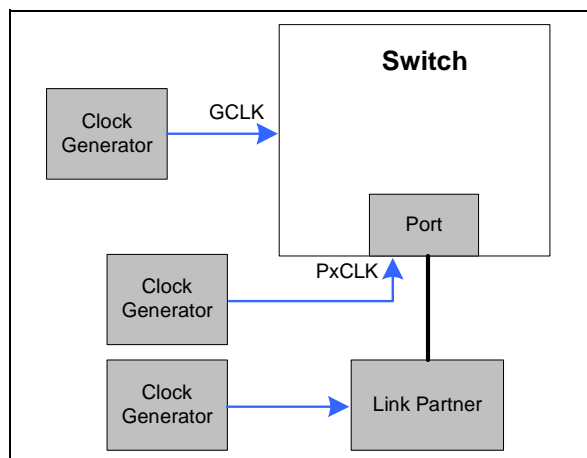 Switch
GCLK
Clock
Generator
Port
PxCLK
Clock
Generator
Clock
Generator
Link Partner